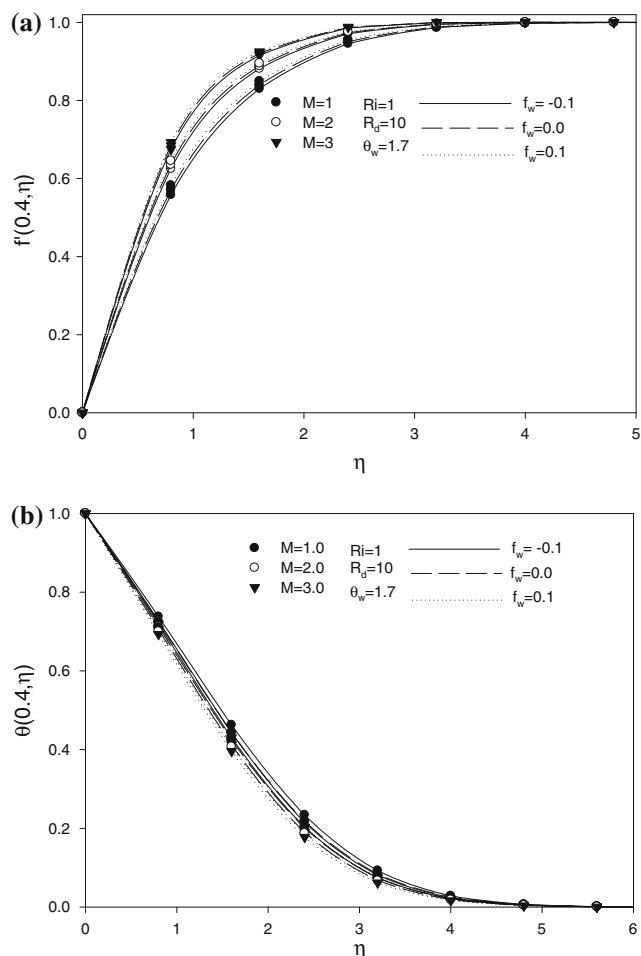 (a)
1.0
0.8
0.6
0.4
0.2
0.0
f'(0.4,η)
M=1 Ri=1 f_w= -0.1
M=2 R_d=10 f_w=0.0
M=3 θ_w=1.7 f_w=0.1
0 1 2 3 4 5
η
(b)
1.0
0.8
0.6
0.4
0.2
0.0
θ(0.4,η)
M=1.0 Ri=1 f_w= -0.1
M=2.0 R_d=10 f_w=0.0
M=3.0 θ_w=1.7 f_w=0.1
0 1 2 3 4 5 6
η